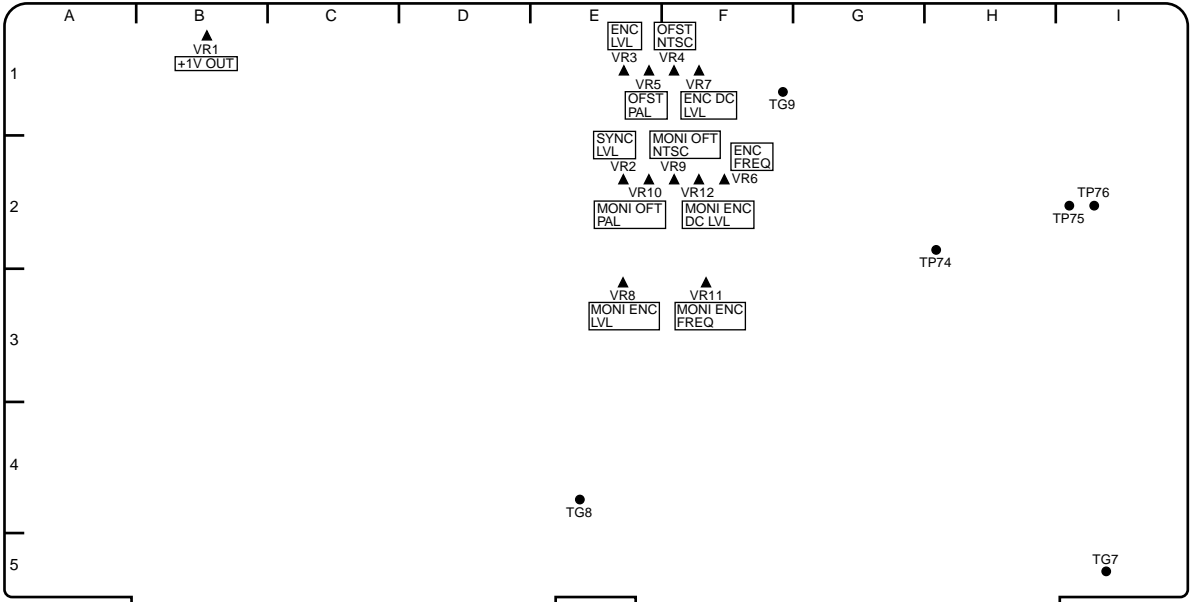 A B C D E F G H I
1
VR1
+1V OUT
ENC
LVL
OFST
NTSC
VR3 VR4
VR5 VR7
OFST
PAL
ENC DC
LVL
TG9
2
SYNC
LVL
MONI OFT
NTSC
ENC
FREQ
VR2 VR9 VR6
VR10 VR12
MONI OFT
PAL
MONI ENC
DC LVL
TP76
TP75
TP74
3
VR8 VR11
MONI ENC
LVL
MONI ENC
FREQ
4
TG8
5
TG7